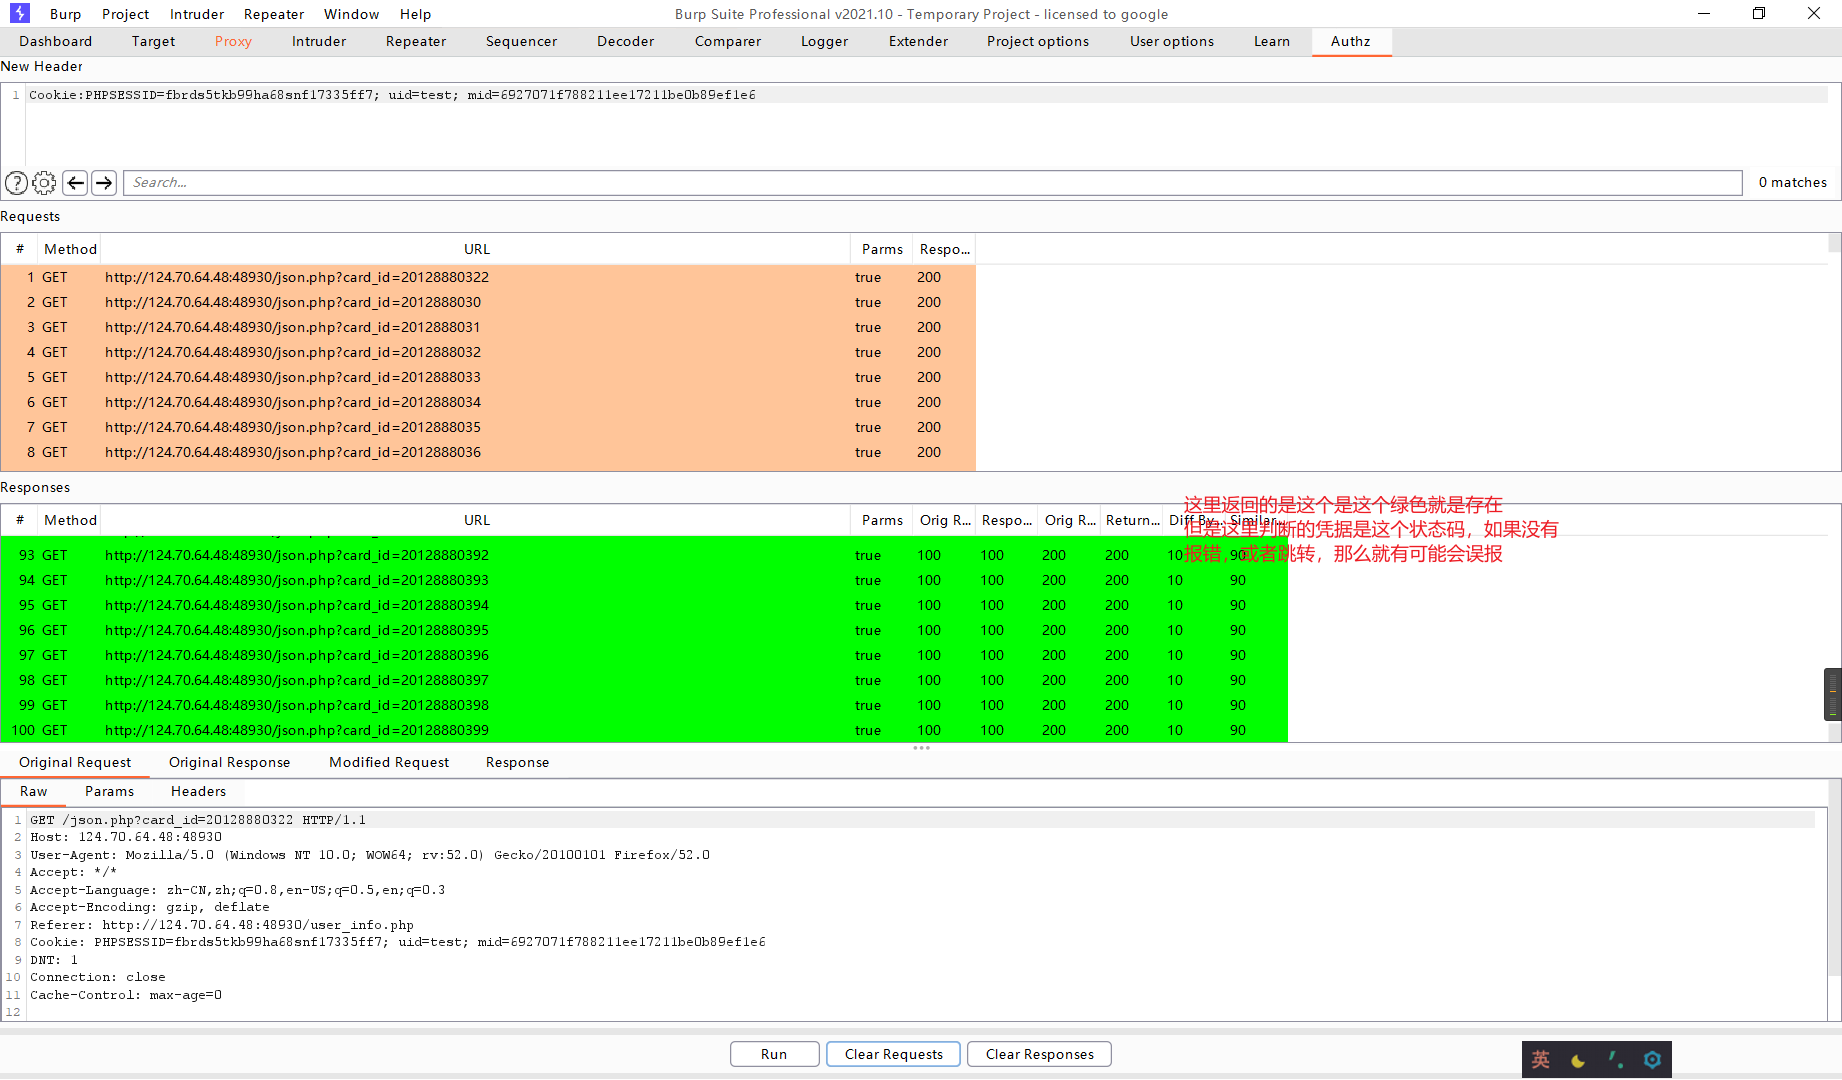 Burp Project Intruder Repeater Window Help Burp Suite Professional v2021.10 - Temporary Project - licensed to google
Dashboard Target Proxy Intruder Repeater Sequencer Decoder Comparer Logger Extender Project options User options Learn Authz
New Header
1 Cookie:PHPSESSID=fbrds5tkb99ha68snf17335ff7; uid=test; mid=6927071f788211ee17211be0b89ef1e6
Search... 0 matches
Requests
# Method URL Parms Respo...
1 GET http://124.70.64.48:48930/json.php?card_id=20128880322 true 200
2 GET http://124.70.64.48:48930/json.php?card_id=2012888030 true 200
3 GET http://124.70.64.48:48930/json.php?card_id=2012888031 true 200
4 GET http://124.70.64.48:48930/json.php?card_id=2012888032 true 200
5 GET http://124.70.64.48:48930/json.php?card_id=2012888033 true 200
6 GET http://124.70.64.48:48930/json.php?card_id=2012888034 true 200
7 GET http://124.70.64.48:48930/json.php?card_id=2012888035 true 200
8 GET http://124.70.64.48:48930/json.php?card_id=2012888036 true 200
Responses
这里返回的是这个是这个绿色就是存在
# Method URL Parms Orig R... Respo... Orig R... Return... Diff By... Similar...
但是这里判断的凭据是这个状态码，如果没有
报错，或者跳转，那么就有可能会误报
93 GET http://124.70.64.48:48930/json.php?card_id=20128880392 true 100 100 200 200 10 90
94 GET http://124.70.64.48:48930/json.php?card_id=20128880393 true 100 100 200 200 10 90
95 GET http://124.70.64.48:48930/json.php?card_id=20128880394 true 100 100 200 200 10 90
96 GET http://124.70.64.48:48930/json.php?card_id=20128880395 true 100 100 200 200 10 90
97 GET http://124.70.64.48:48930/json.php?card_id=20128880396 true 100 100 200 200 10 90
98 GET http://124.70.64.48:48930/json.php?card_id=20128880397 true 100 100 200 200 10 90
99 GET http://124.70.64.48:48930/json.php?card_id=20128880398 true 100 100 200 200 10 90
100 GET http://124.70.64.48:48930/json.php?card_id=20128880399 true 100 100 200 200 10 90
Original Request Original Response Modified Request Response
Raw Params Headers
1 GET /json.php?card_id=20128880322 HTTP/1.1
2 Host: 124.70.64.48:48930
3 User-Agent: Mozilla/5.0 (Windows NT 10.0; WOW64; rv:52.0) Gecko/20100101 Firefox/52.0
4 Accept: */*
5 Accept-Language: zh-CN,zh;q=0.8,en-US;q=0.5,en;q=0.3
6 Accept-Encoding: gzip, deflate
7 Referer: http://124.70.64.48:48930/user_info.php
8 Cookie: PHPSESSID=fbrds5tkb99ha68snf17335ff7; uid=test; mid=6927071f788211ee17211be0b89ef1e6
9 DNT: 1
10 Connection: close
11 Cache-Control: max-age=0
12
Run Clear Requests Clear Responses
英